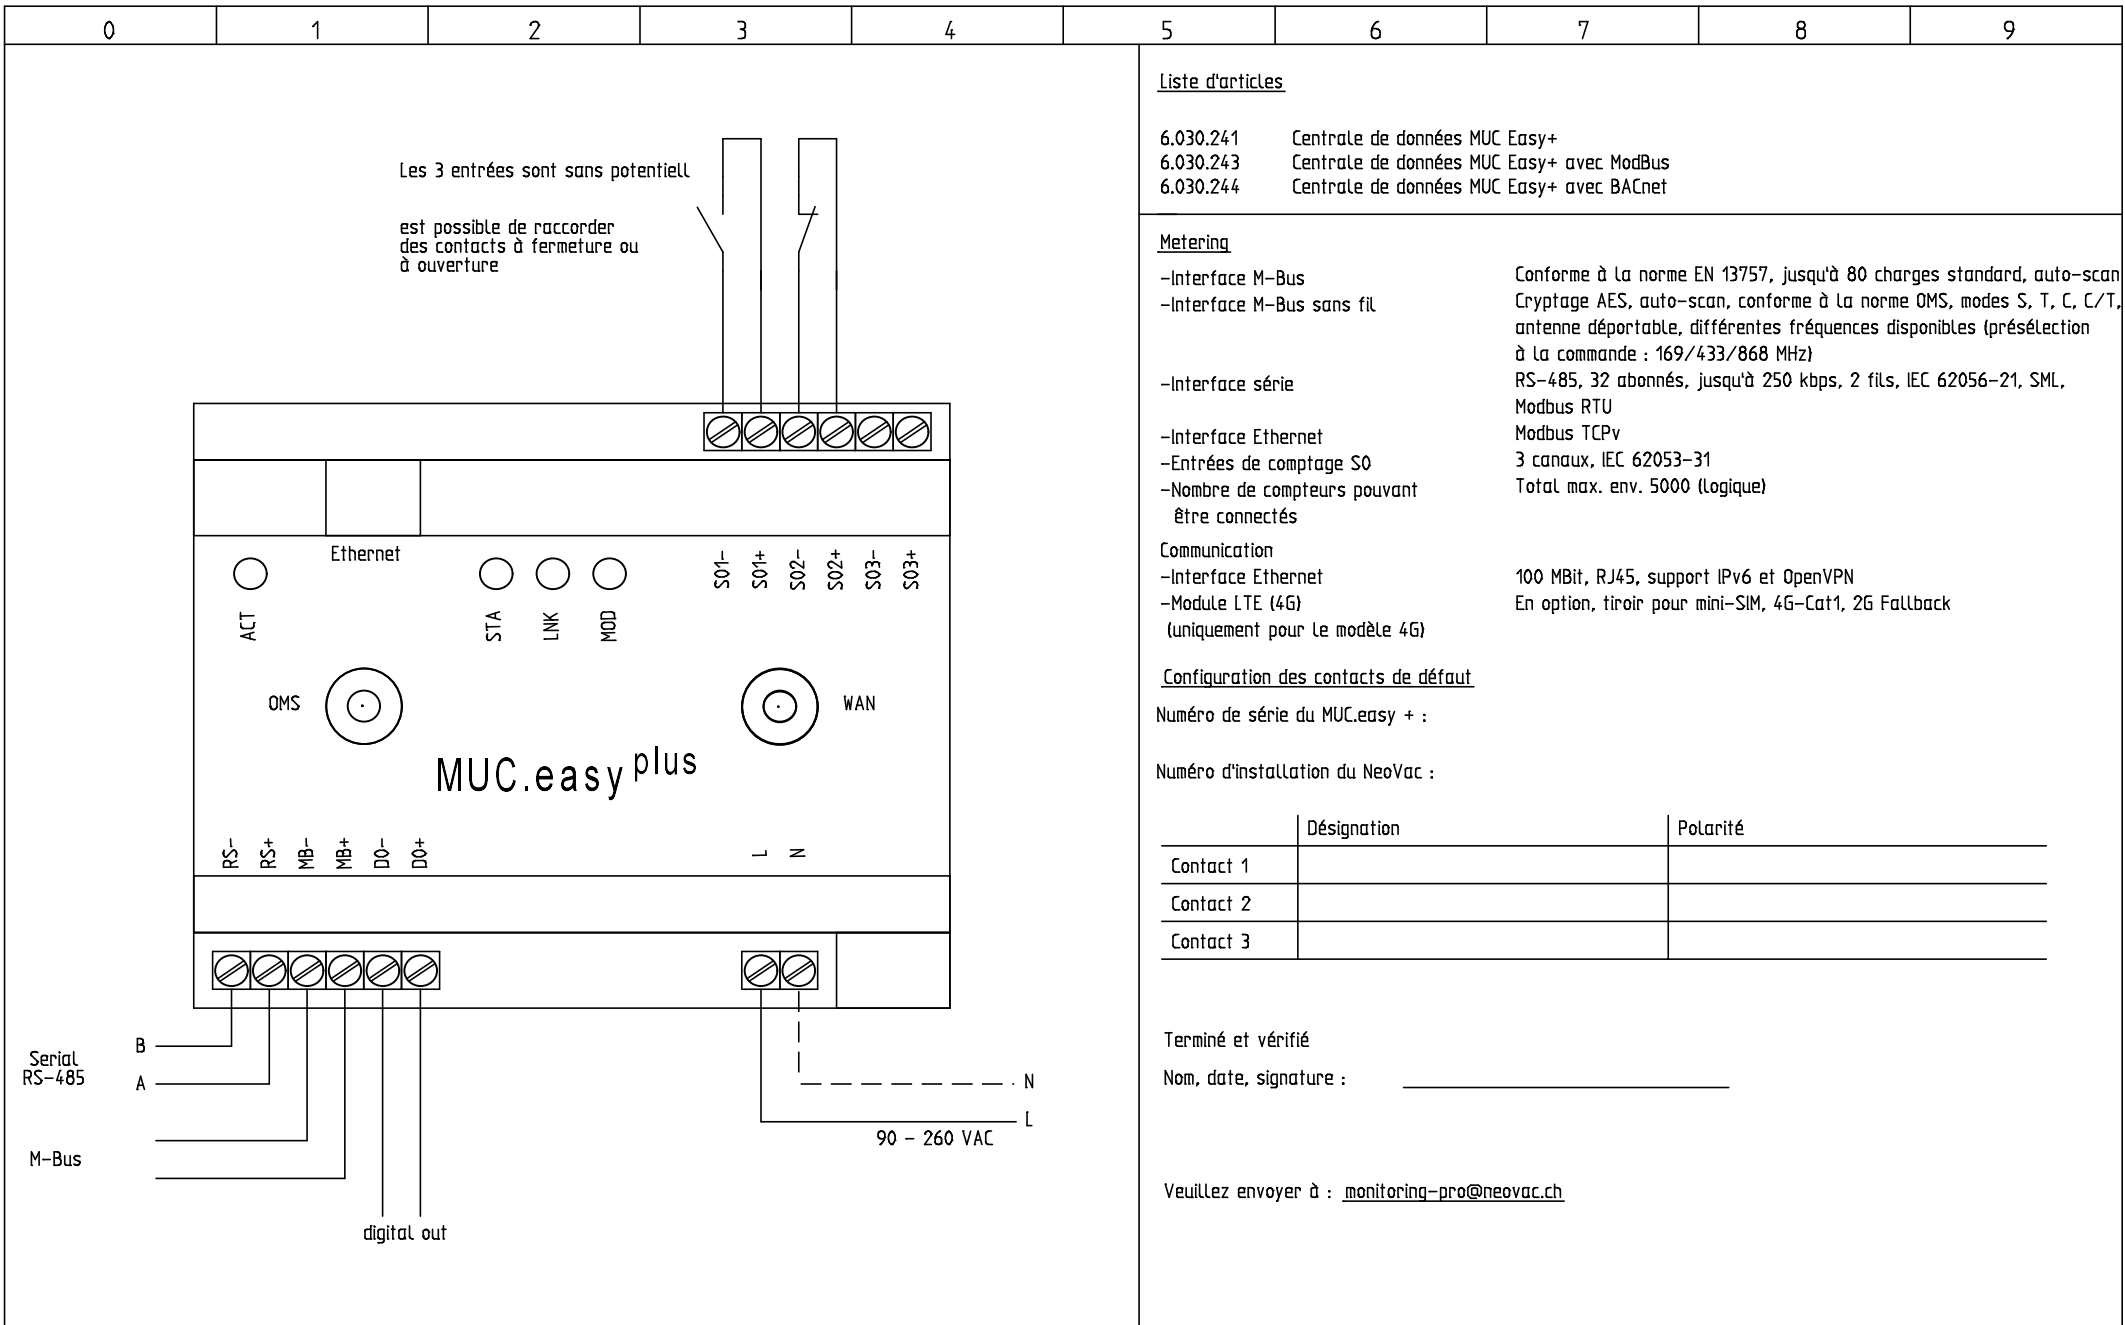 0 1 2 3 4 5 6 7 8 9
Les 3 entrées sont sans potentiell
est possible de raccorder
des contacts à fermeture ou
à ouverture
Ethernet
S01-
S01+
S02-
S02+
S03-
S03+
ACT
STA
LNK
MOD
OMS
WAN
MUC.easy plus
RS-
RS+
MB-
MB+
DO-
DO+
L
N
B
Serial
RS-485
A
N
L
90 - 260 VAC
M-Bus
digital out
Liste d'articles
6.030.241 Centrale de données MUC Easy+
6.030.243 Centrale de données MUC Easy+ avec ModBus
6.030.244 Centrale de données MUC Easy+ avec BACnet
Metering
-Interface M-Bus Conforme à la norme EN 13757, jusqu'à 80 charges standard, auto-scan
-Interface M-Bus sans fil Cryptage AES, auto-scan, conforme à la norme OMS, modes S, T, C, C/T,
antenne déportable, différentes fréquences disponibles (présélection
à la commande : 169/433/868 MHz)
-Interface série RS-485, 32 abonnés, jusqu'à 250 kbps, 2 fils, IEC 62056-21, SML,
Modbus RTU
-Interface Ethernet Modbus TCPv
-Entrées de comptage S0 3 canaux, IEC 62053-31
-Nombre de compteurs pouvant Total max. env. 5000 (logique)
être connectés
Communication
-Interface Ethernet 100 MBit, RJ45, support IPv6 et OpenVPN
-Module LTE (4G) En option, tiroir pour mini-SIM, 4G-Cat1, 2G Fallback
(uniquement pour le modèle 4G)
Configuration des contacts de défaut
Numéro de série du MUC.easy + :
Numéro d'installation du NeoVac :
Désignation Polarité
Contact 1
Contact 2
Contact 3
Terminé et vérifié
Nom, date, signature :
Veuillez envoyer à : monitoring-pro@neovac.ch